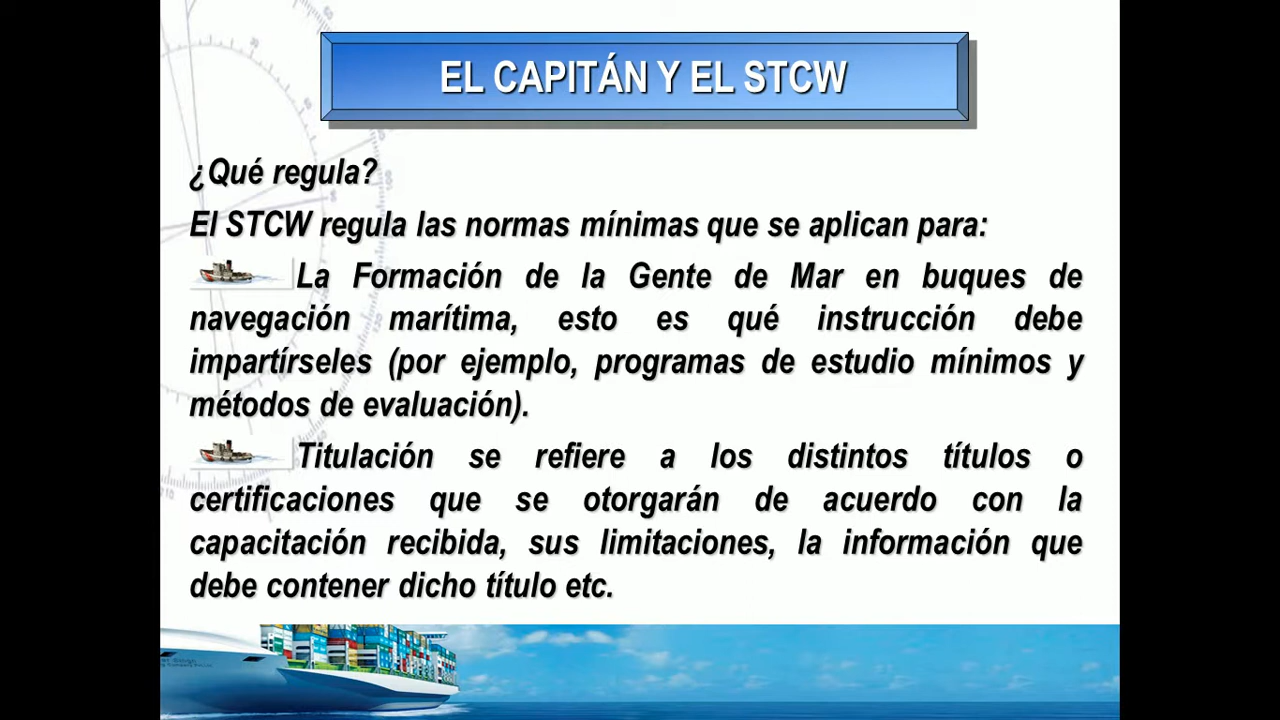 EL CAPITÁN Y EL STCW
¿Qué regula?
El STCW regula las normas mínimas que se aplican para:
La Formación de la Gente de Mar en buques de
navegación marítima, esto es qué instrucción debe
impartírseles (por ejemplo, programas de estudio mínimos y
métodos de evaluación).
Titulación se refiere a los distintos títulos o
certificaciones que se otorgarán de acuerdo con la
capacitación recibida, sus limitaciones, la información que
debe contener dicho título etc.